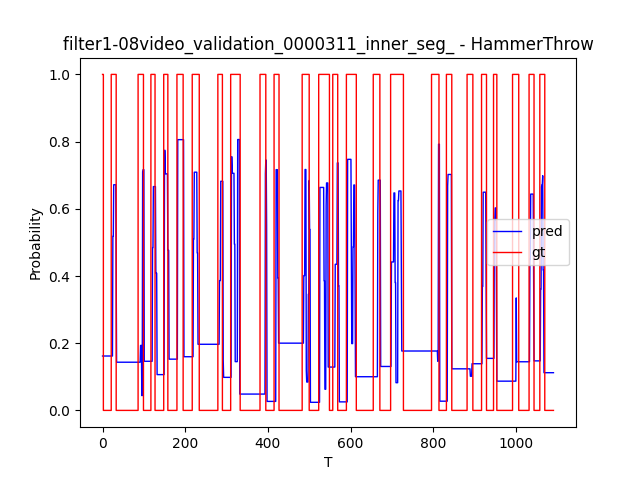 filter1-08video_validation_0000311_inner_seg_ - HammerThrow
1.0
0.8
0.6
0.4
0.2
0.0
Probability
pred
gt
0 200 400 600 800 1000
T